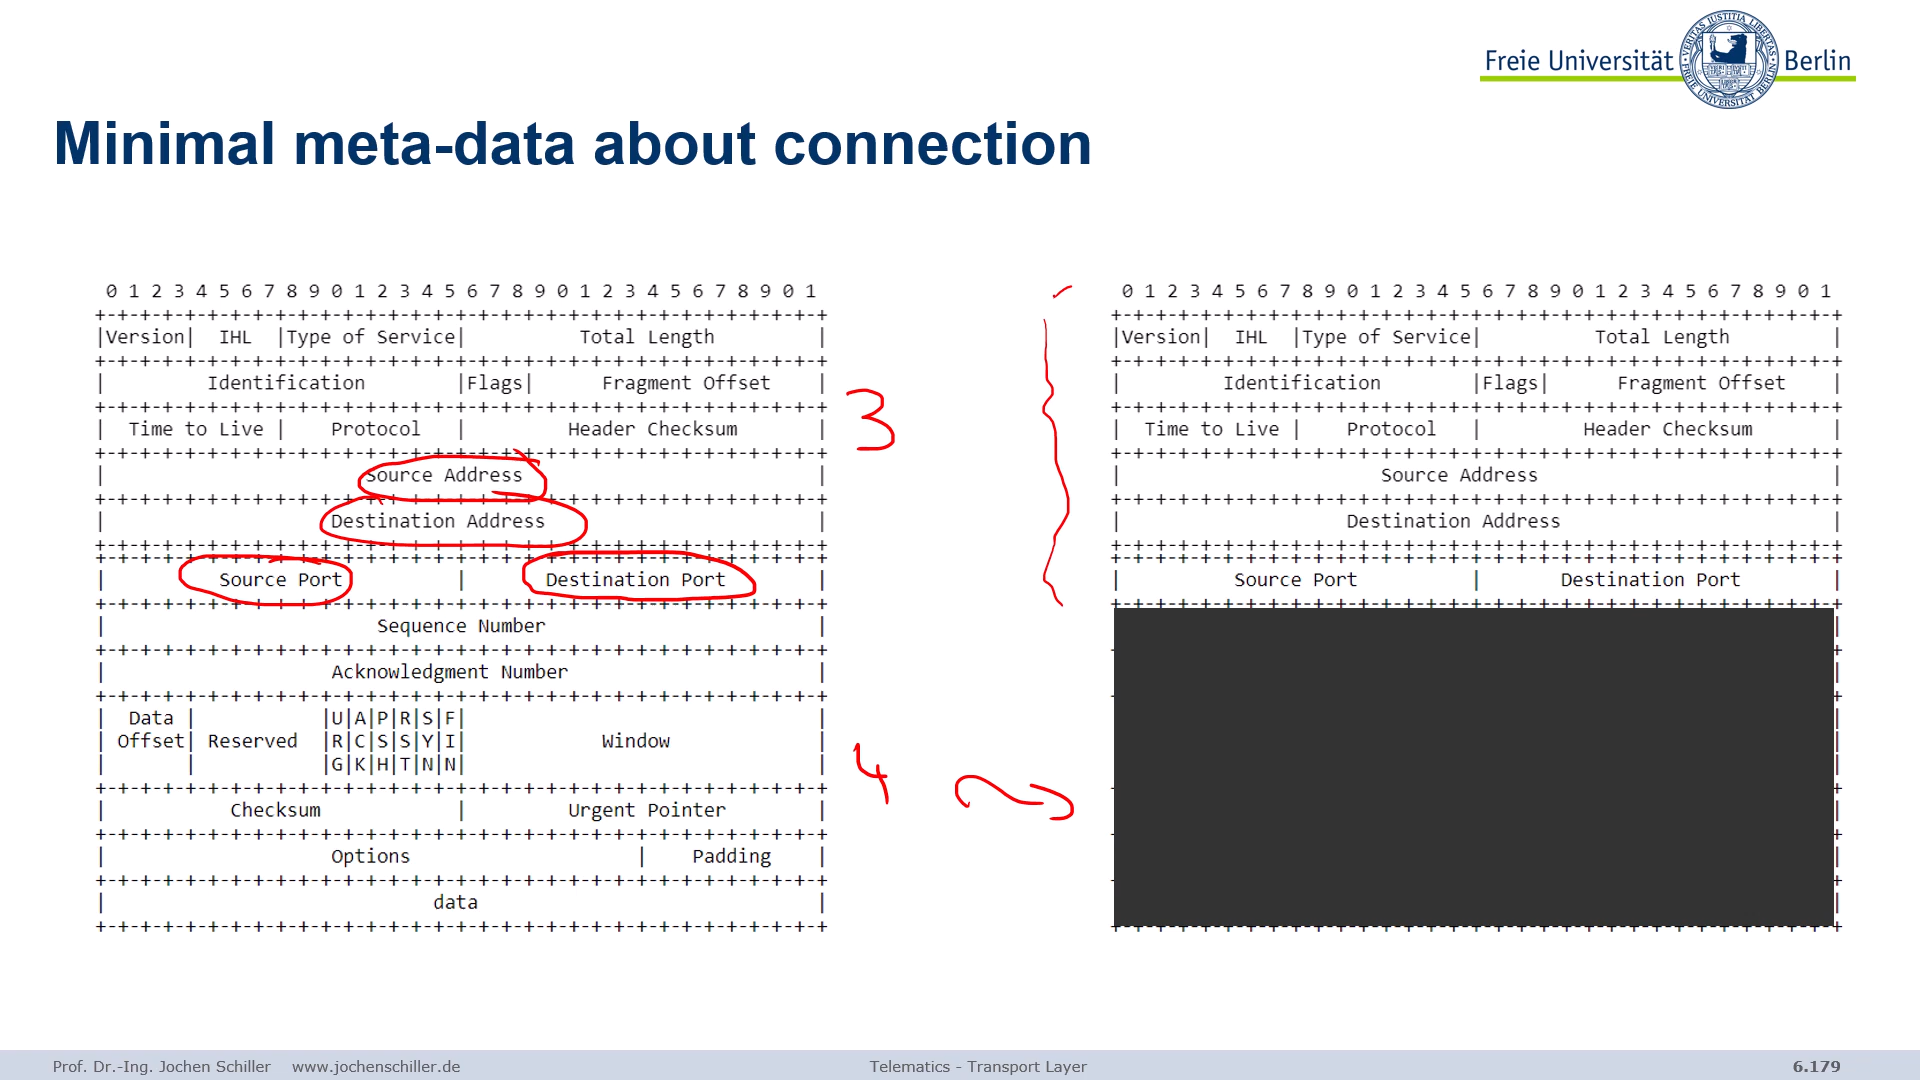 Freie Universität Berlin
Minimal meta-data about connection
0 1 2 3 4 5 6 7 8 9 0 1 2 3 4 5 6 7 8 9 0 1 2 3 4 5 6 7 8 9 0 1
|Version| IHL |Type of Service| Total Length |
| Identification |Flags| Fragment Offset |
| Time to Live | Protocol | Header Checksum |
| Source Address |
| Destination Address |
| Source Port | Destination Port |
| Sequence Number |
| Acknowledgment Number |
| Data | |U|A|P|R|S|F| |
| Offset| Reserved |R|C|S|S|Y|I| Window |
| | |G|K|H|T|N|N| |
| Checksum | Urgent Pointer |
| Options | Padding |
| data |
3
4
0 1 2 3 4 5 6 7 8 9 0 1 2 3 4 5 6 7 8 9 0 1 2 3 4 5 6 7 8 9 0 1
|Version| IHL |Type of Service| Total Length |
| Identification |Flags| Fragment Offset |
| Time to Live | Protocol | Header Checksum |
| Source Address |
| Destination Address |
| Source Port | Destination Port |
Prof. Dr.-Ing. Jochen Schiller www.jochenschiller.de
Telematics - Transport Layer
6.179